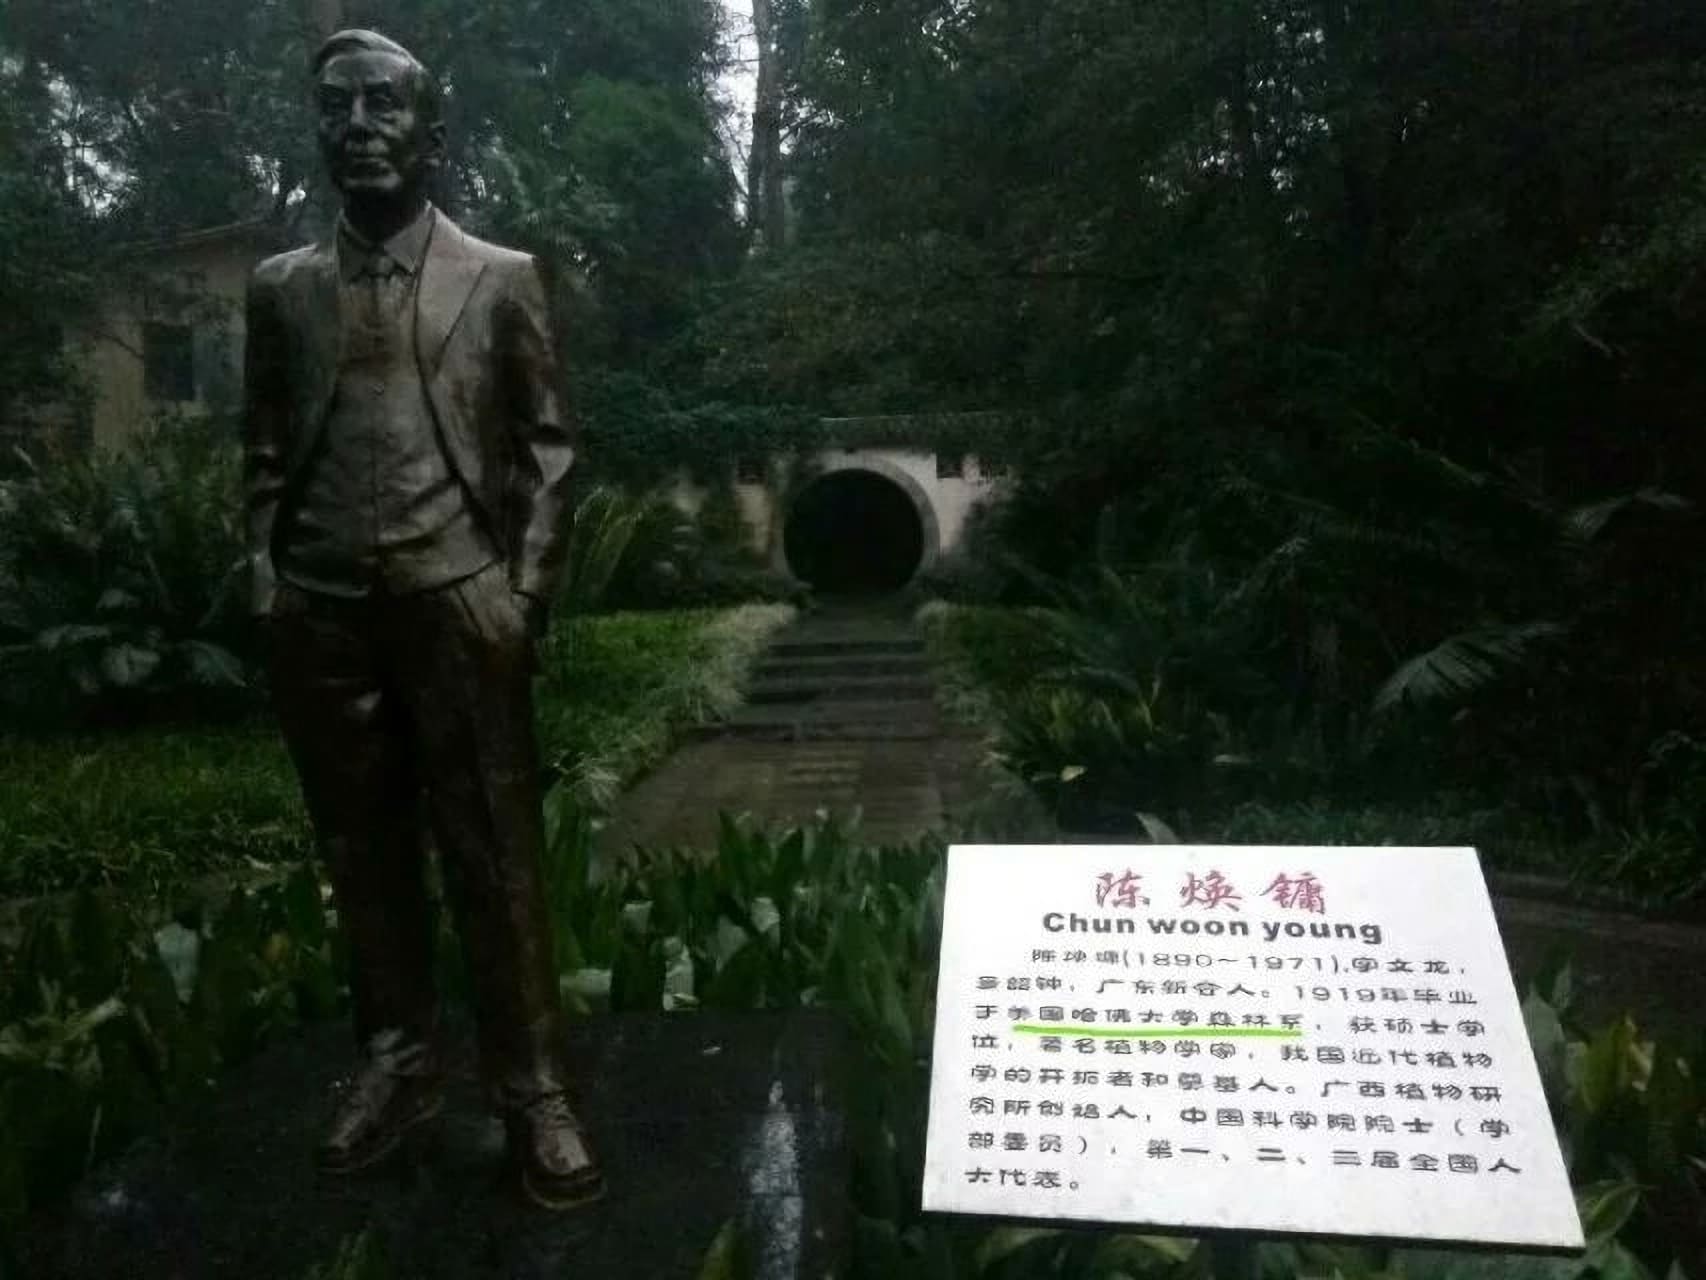 陈焕镛
Chun woon young
陈焕镛(1890～1971),字文龙,
号韶钟,广东新会人。1919年毕业
于美国哈佛大学森林系,获硕士学
位,著名植物学家,我国近代植物
学的开拓者和奠基人。广西植物研
究所创始人,中国科学院院士(学
部委员),第一、二、三届全国人
大代表。